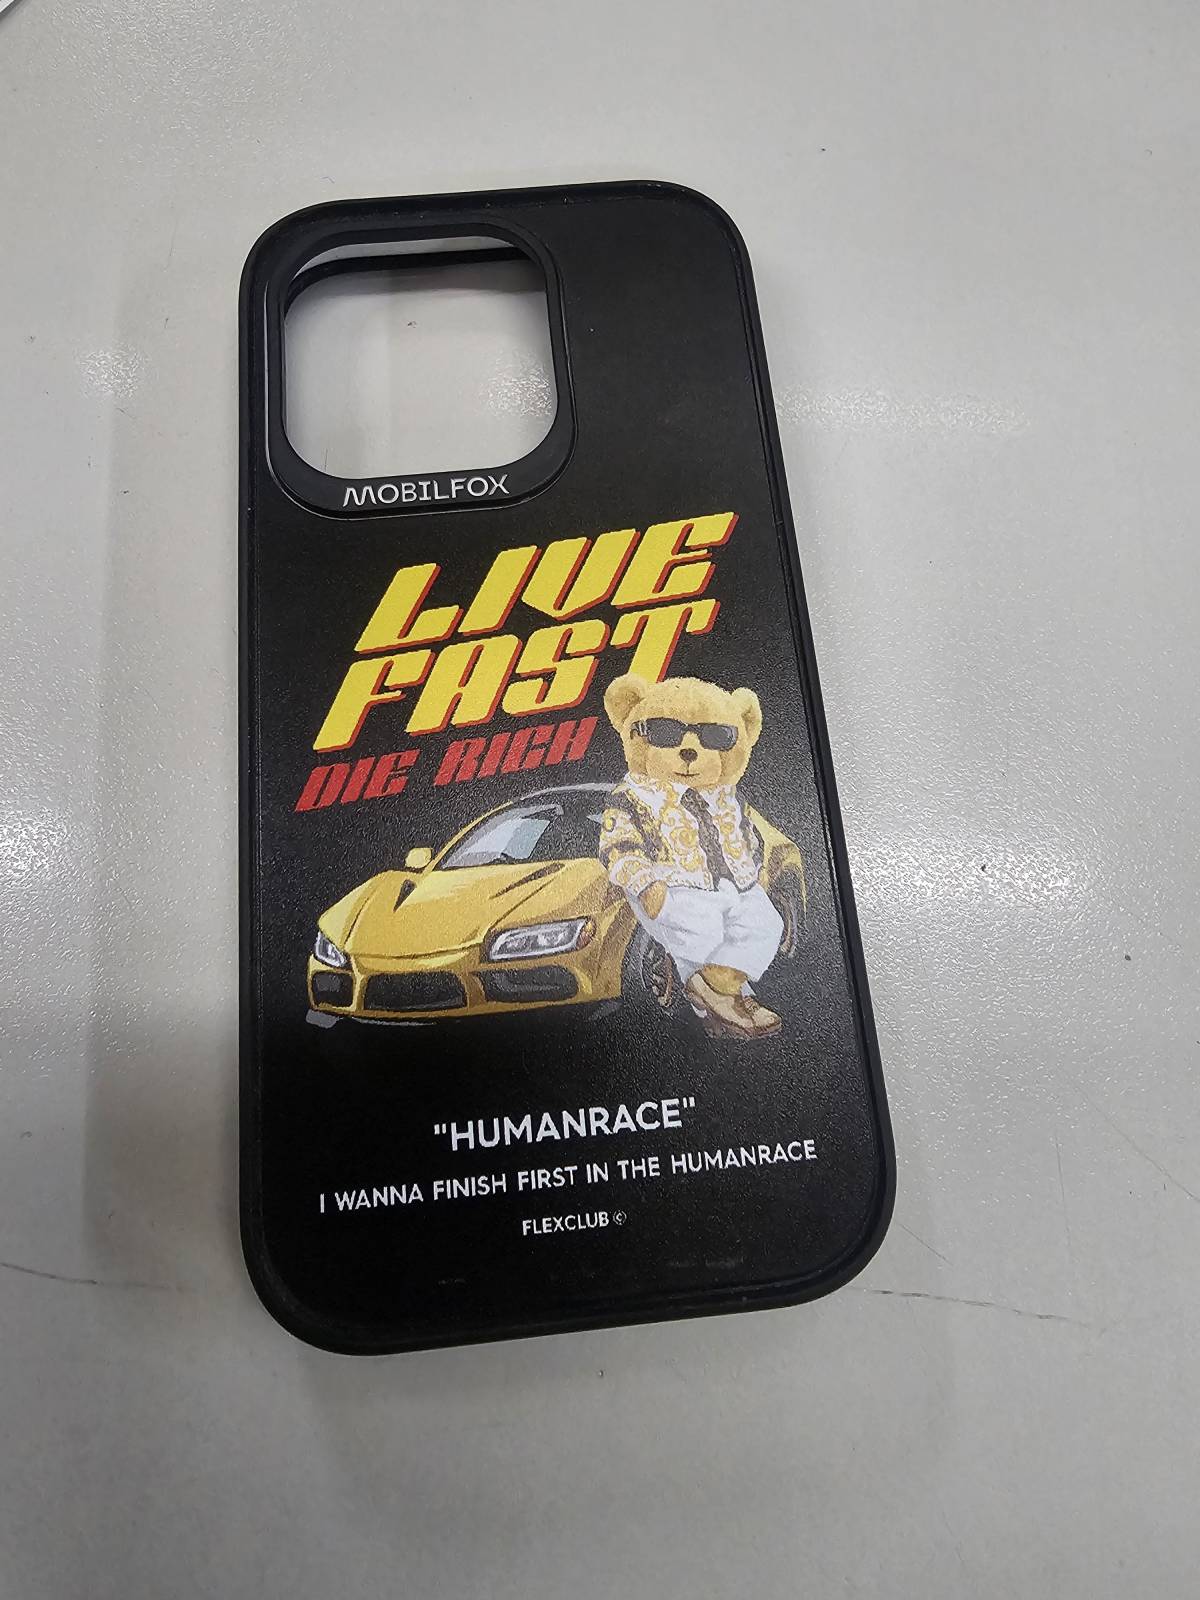 MOBILFOX
LIVE
FAST
DIE RICH
"HUMANRACE"
I WANNA FINISH FIRST IN THE HUMANRACE
FLEXCLUB ©